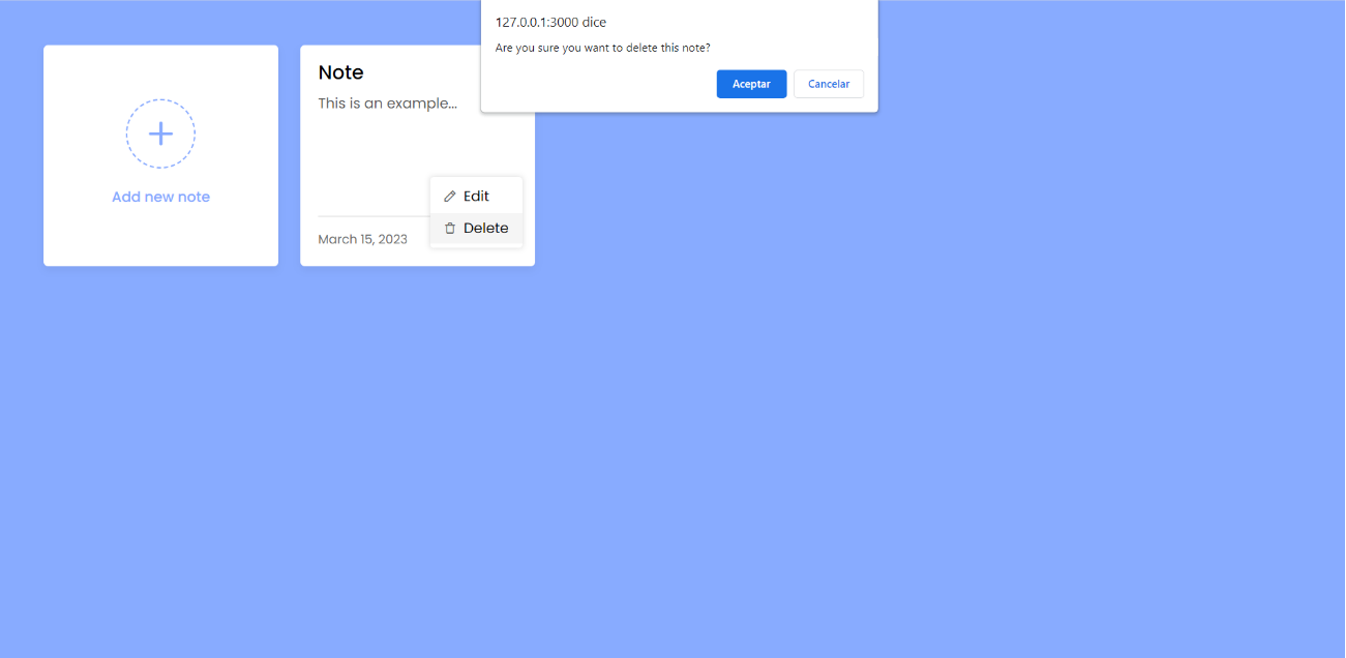 127.0.0.1:3000 dice
Are you sure you want to delete this note?
Aceptar
Cancelar
Add new note
Note
This is an example...
Edit
Delete
March 15, 2023